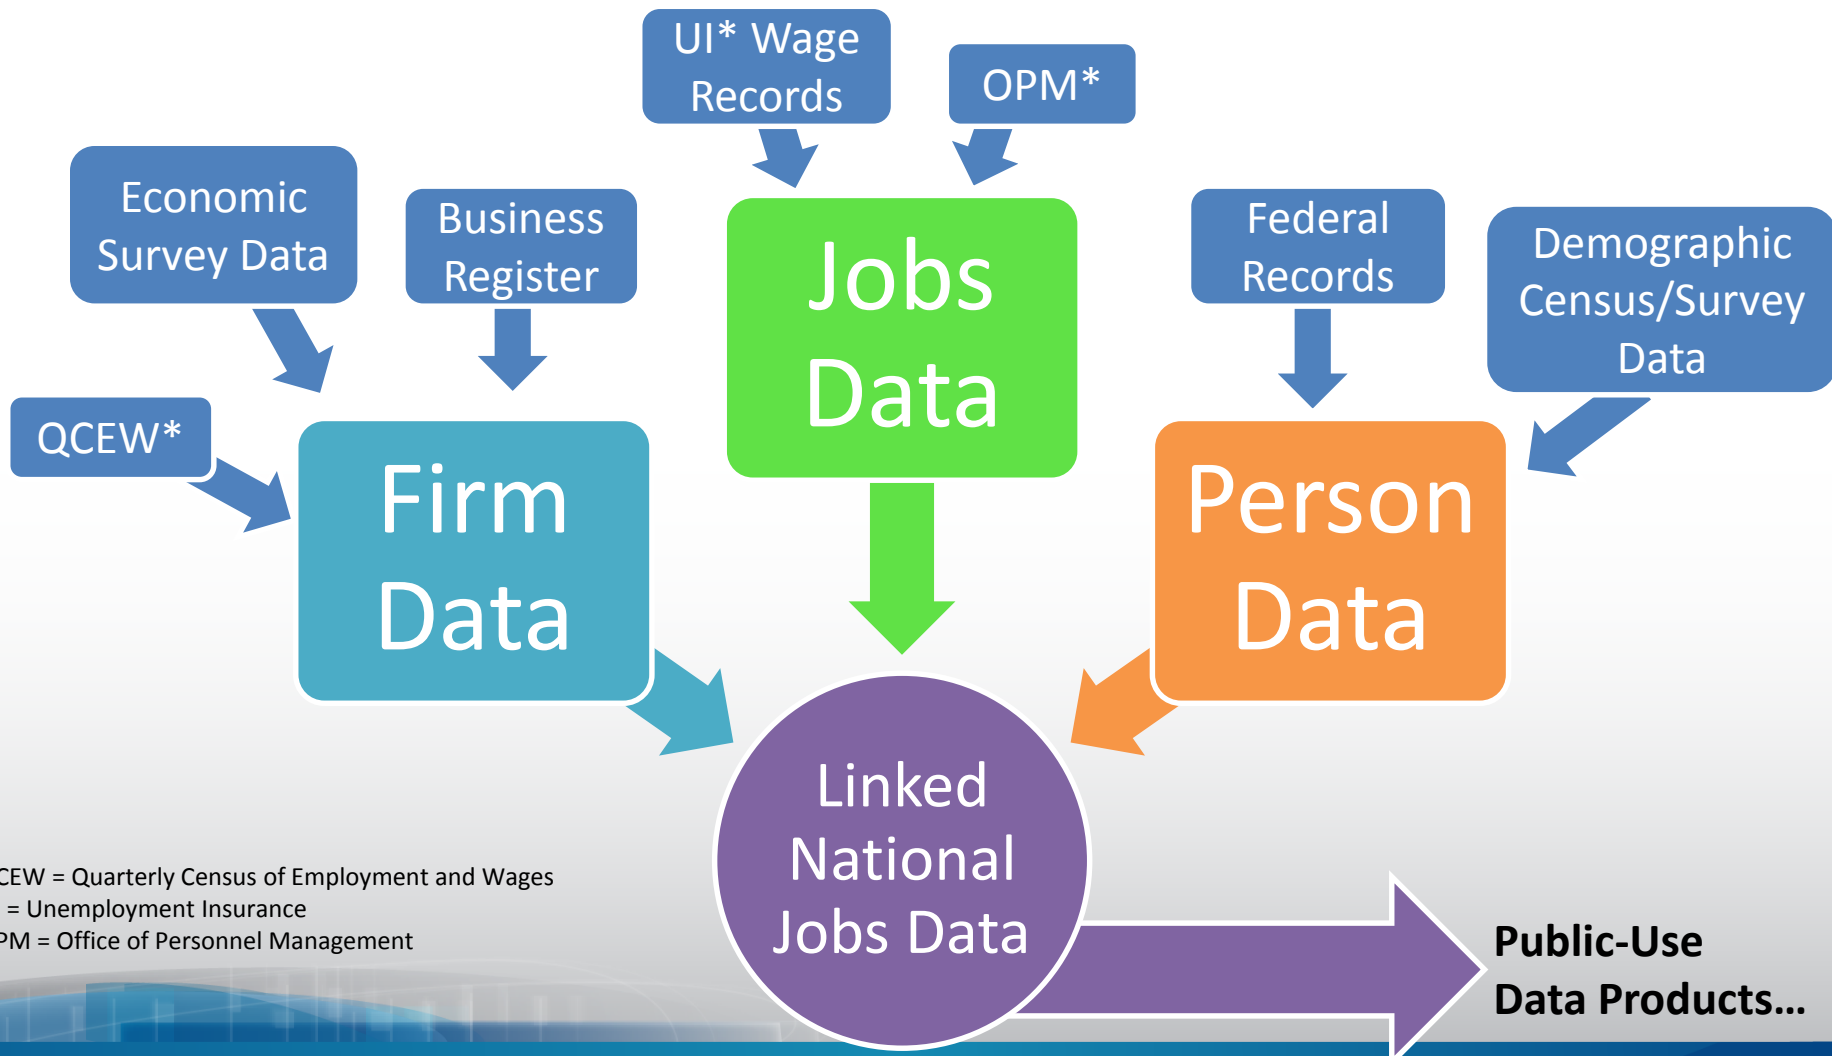 UI* Wage
Records
OPM*
Economic
Survey Data
Business
Register
Jobs
Data
Federal
Records
Demographic
Census/Survey
Data
QCEW*
Firm
Data
Person
Data
Linked
National
Jobs Data
CEW = Quarterly Census of Employment and Wages
= Unemployment Insurance
PM = Office of Personnel Management
Public-Use
Data Products...